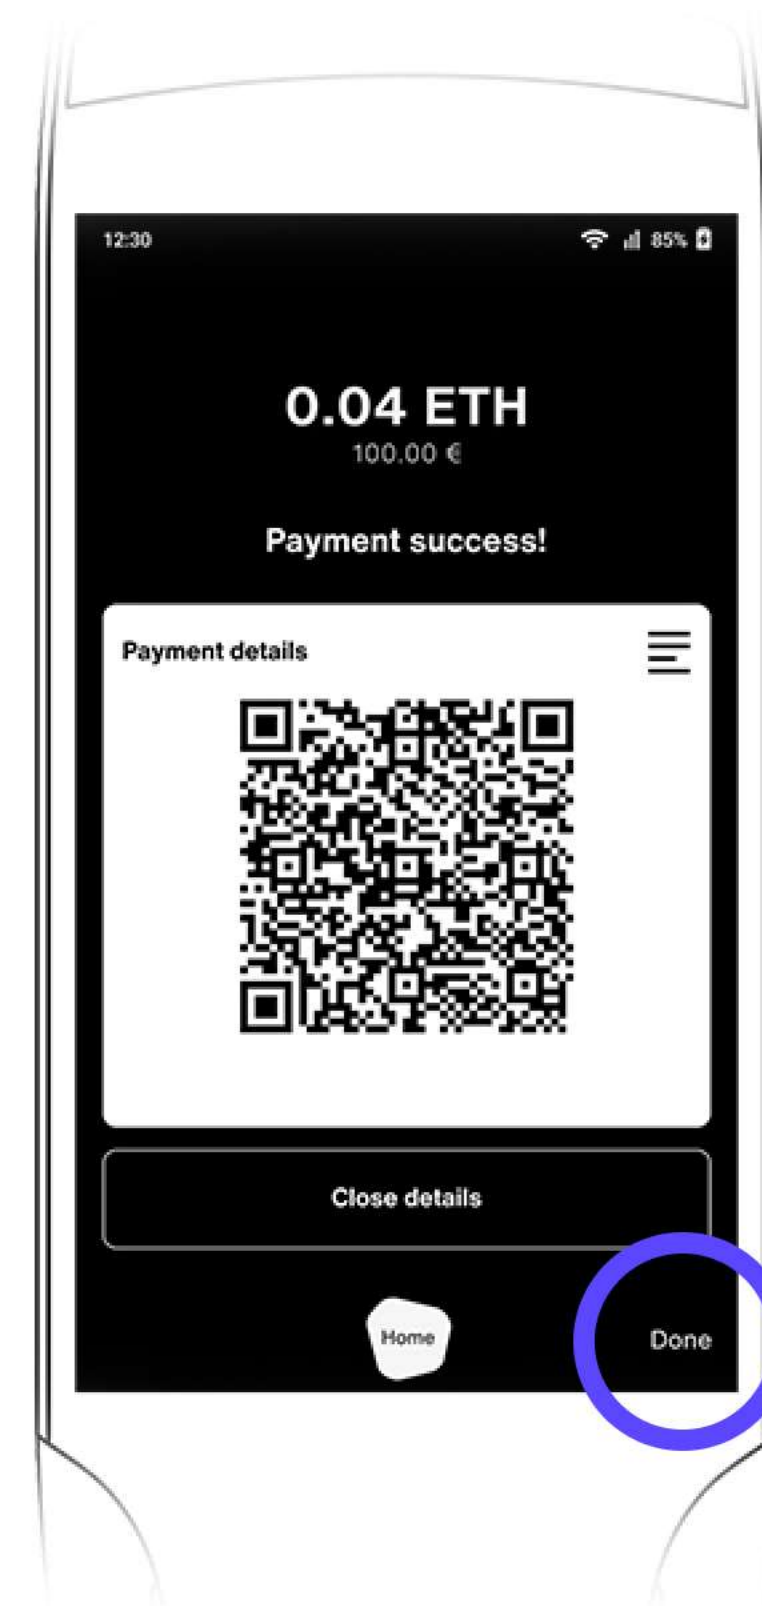 12:30 85%
0.04 ETH
100.00 €
Payment success!
Payment details
Close details
Home
Done